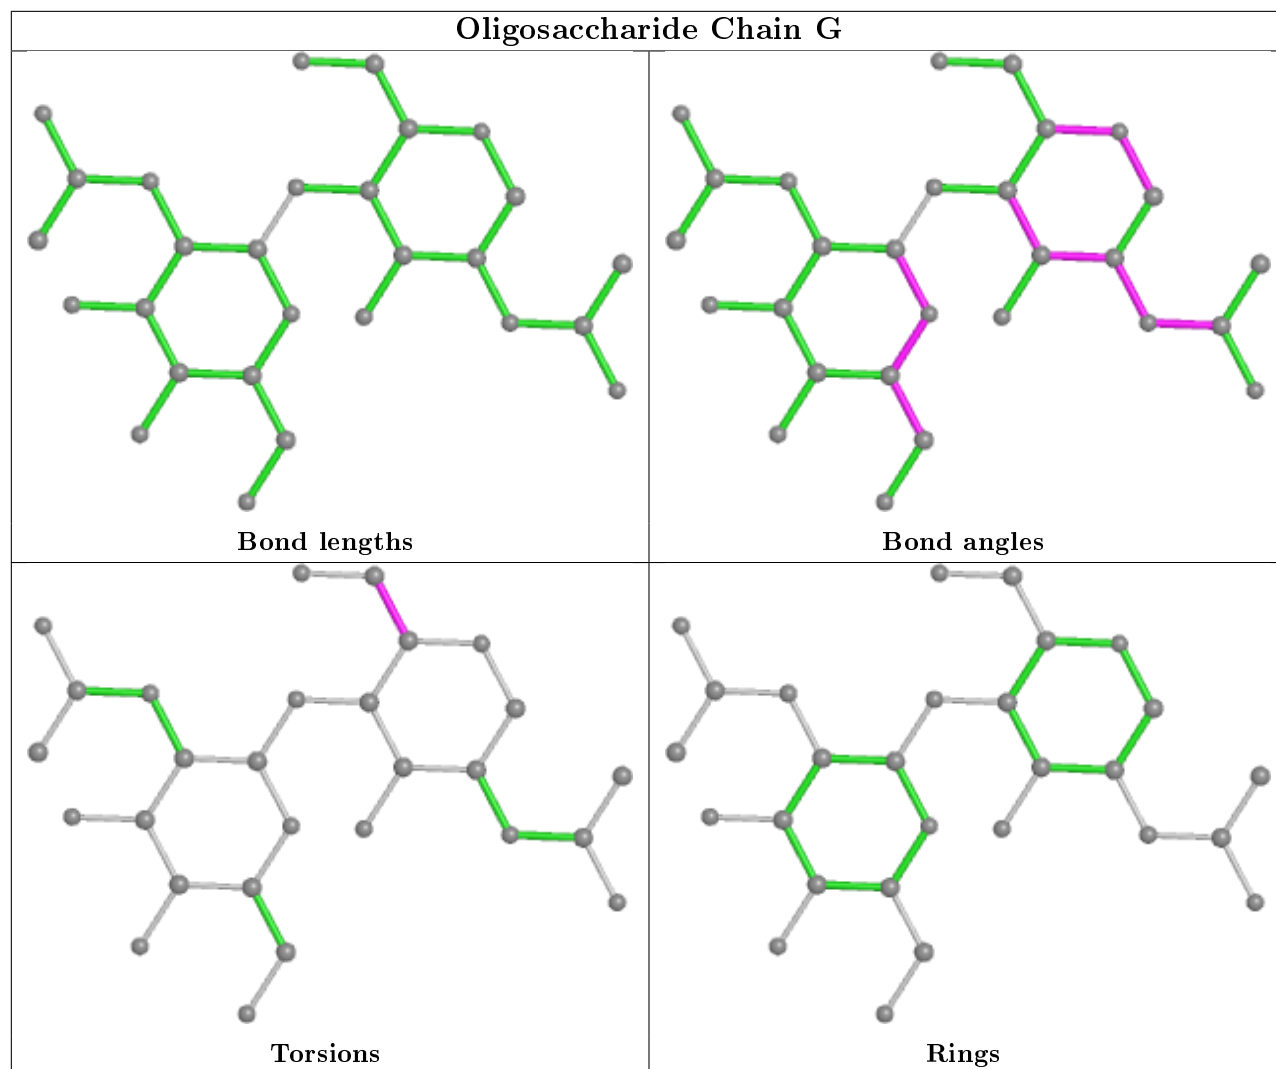 Oligosaccharide Chain G
Bond lengths
Bond angles
Torsions
Rings